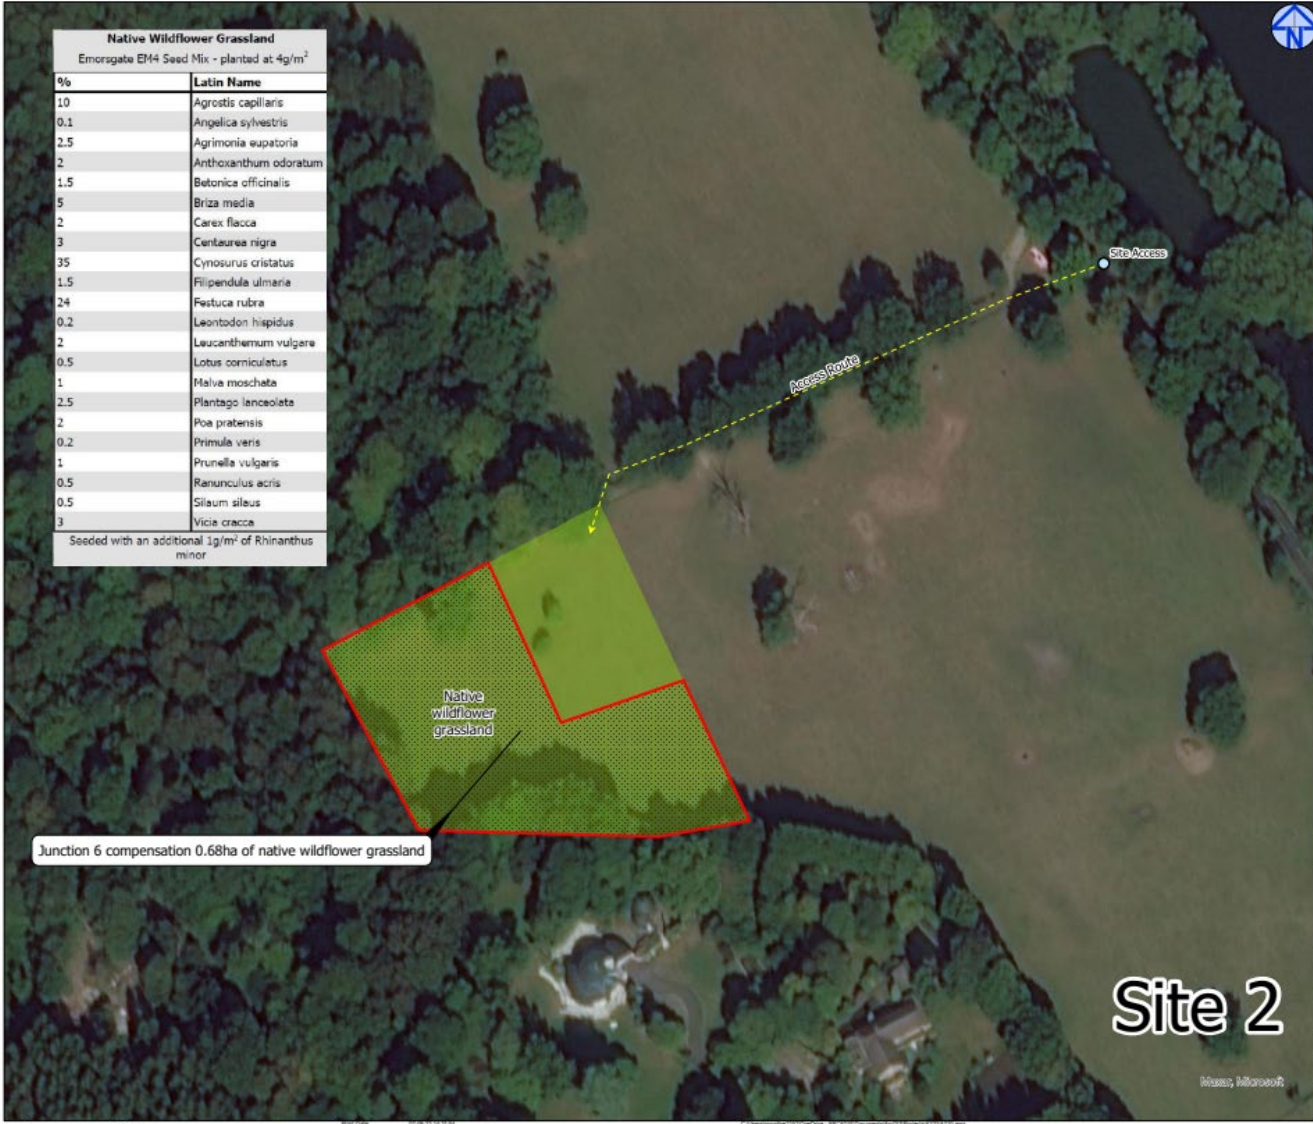 N
Native Wildflower Grassland
Emorsgate EM4 Seed Mix - planted at 4g/m²
% Latin Name
10 Agrostis capillaris
0.1 Angelica sylvestris
2.5 Agrimonia eupatoria
2 Anthoxanthum odoratum
1.5 Betonica officinalis
5 Briza media
2 Carex flacca
3 Centaurea nigra
35 Cynosurus cristatus
1.5 Filipendula ulmaria
24 Festuca rubra
0.2 Leontodon hispidus
2 Leucanthemum vulgare
0.5 Lotus corniculatus
1 Malva moschata
2.5 Plantago lanceolata
2 Poa pratensis
0.2 Primula veris
1 Prunella vulgaris
0.5 Ranunculus acris
0.5 Silaum silaus
3 Vicia cracca
Seeded with an additional 1g/m² of Rhinanthus
minor
Site Access
Access Route
Native
wildflower
grassland
Junction 6 compensation 0.68ha of native wildflower grassland
Site 2
Maxar, Microsoft